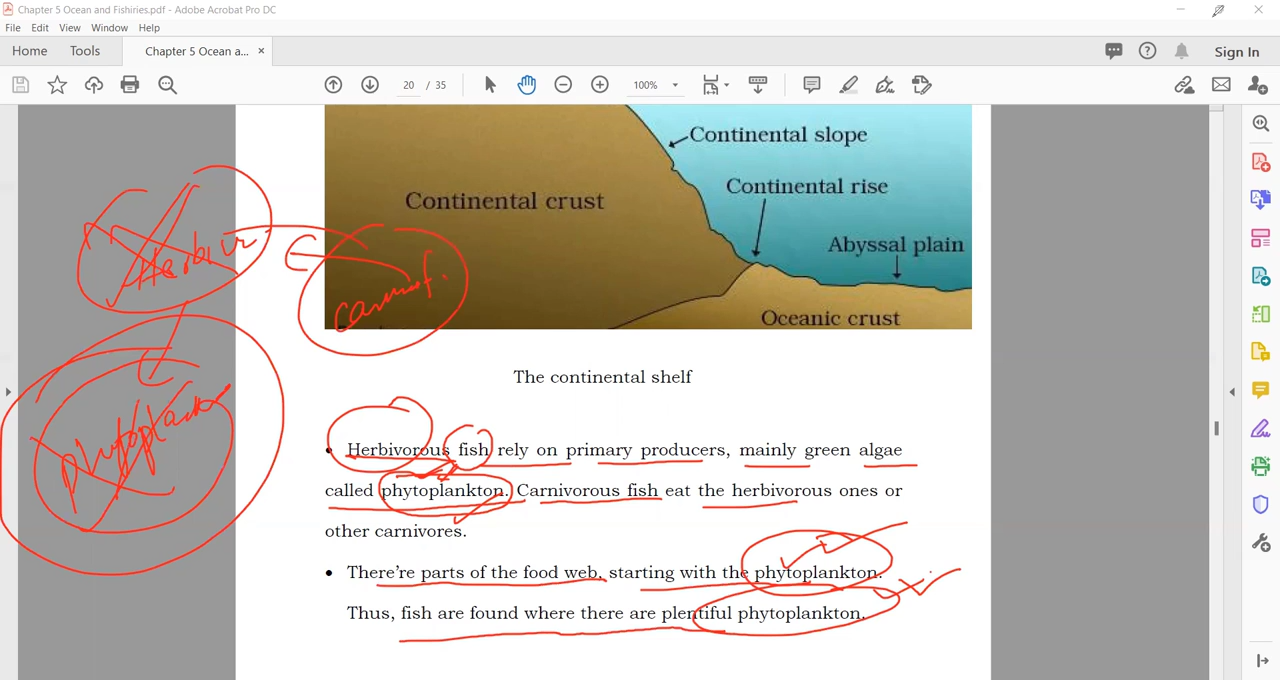 Chapter 5 Ocean and Fishiries.pdf - Adobe Acrobat Pro DC
File Edit View Window Help
Home Tools Chapter 5 Ocean a... × Sign In
20 / 35 100%
Continental slope
Continental rise
Continental crust
Abyssal plain
Oceanic crust
Herbivr
phytoplankton
The continental shelf
• Herbivorous fish rely on primary producers, mainly green algae
called phytoplankton. Carnivorous fish eat the herbivorous ones or
other carnivores.
• There're parts of the food web, starting with the phytoplankton.
Thus, fish are found where there are plentiful phytoplankton.